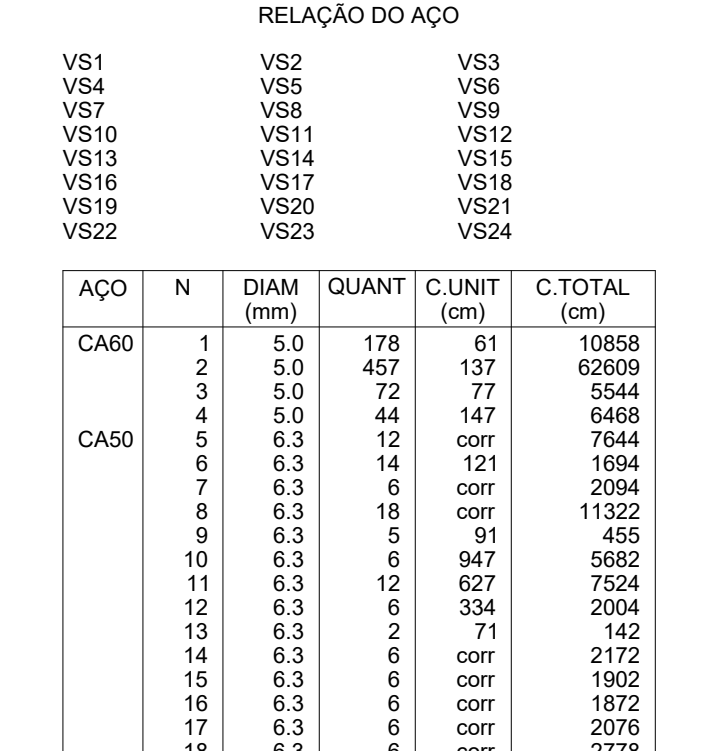 RELAÇÃO DO AÇO
VS1 VS2 VS3
VS4 VS5 VS6
VS7 VS8 VS9
VS10 VS11 VS12
VS13 VS14 VS15
VS16 VS17 VS18
VS19 VS20 VS21
VS22 VS23 VS24
AÇO N DIAM QUANT C.UNIT C.TOTAL
(mm) (cm) (cm)
CA60 1 5.0 178 61 10858
2 5.0 457 137 62609
3 5.0 72 77 5544
4 5.0 44 147 6468
CA50 5 6.3 12 corr 7644
6 6.3 14 121 1694
7 6.3 6 corr 2094
8 6.3 18 corr 11322
9 6.3 5 91 455
10 6.3 6 947 5682
11 6.3 12 627 7524
12 6.3 6 334 2004
13 6.3 2 71 142
14 6.3 6 corr 2172
15 6.3 6 corr 1902
16 6.3 6 corr 1872
17 6.3 6 corr 2076
18 6.3 6 corr 2778